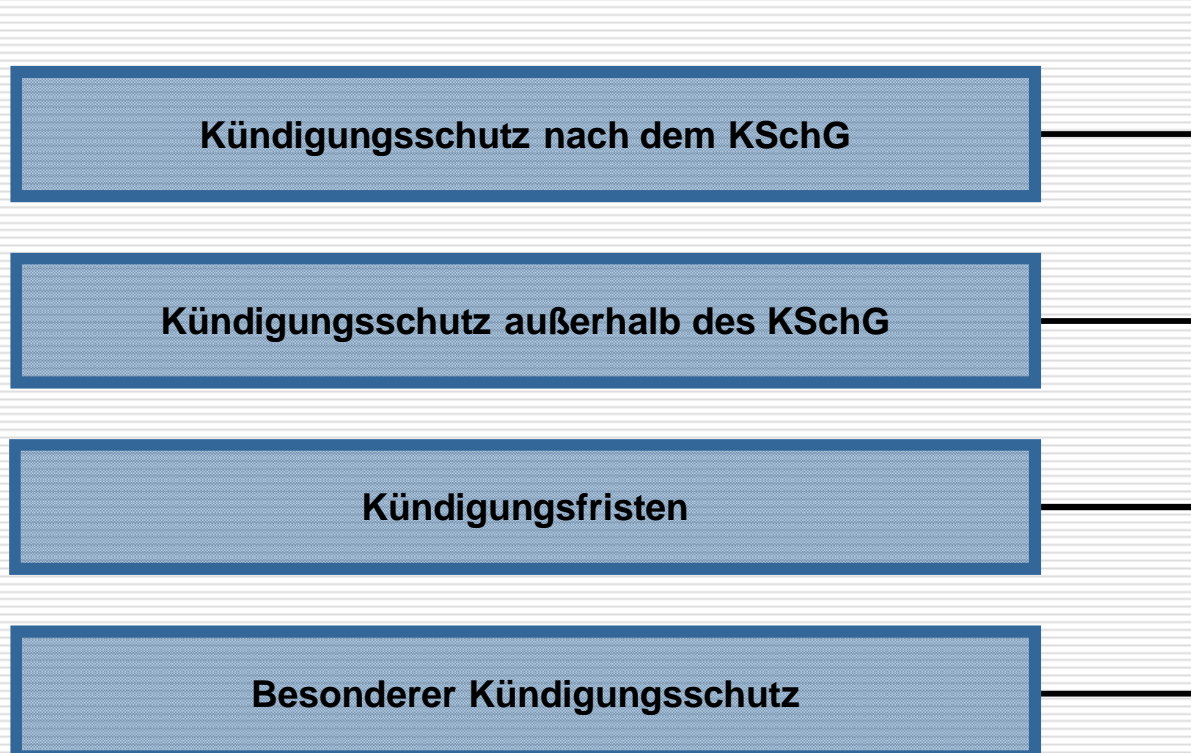 Kündigungsschutz nach dem KSchG
Kündigungsschutz außerhalb des KSchG
Kündigungsfristen
Besonderer Kündigungsschutz